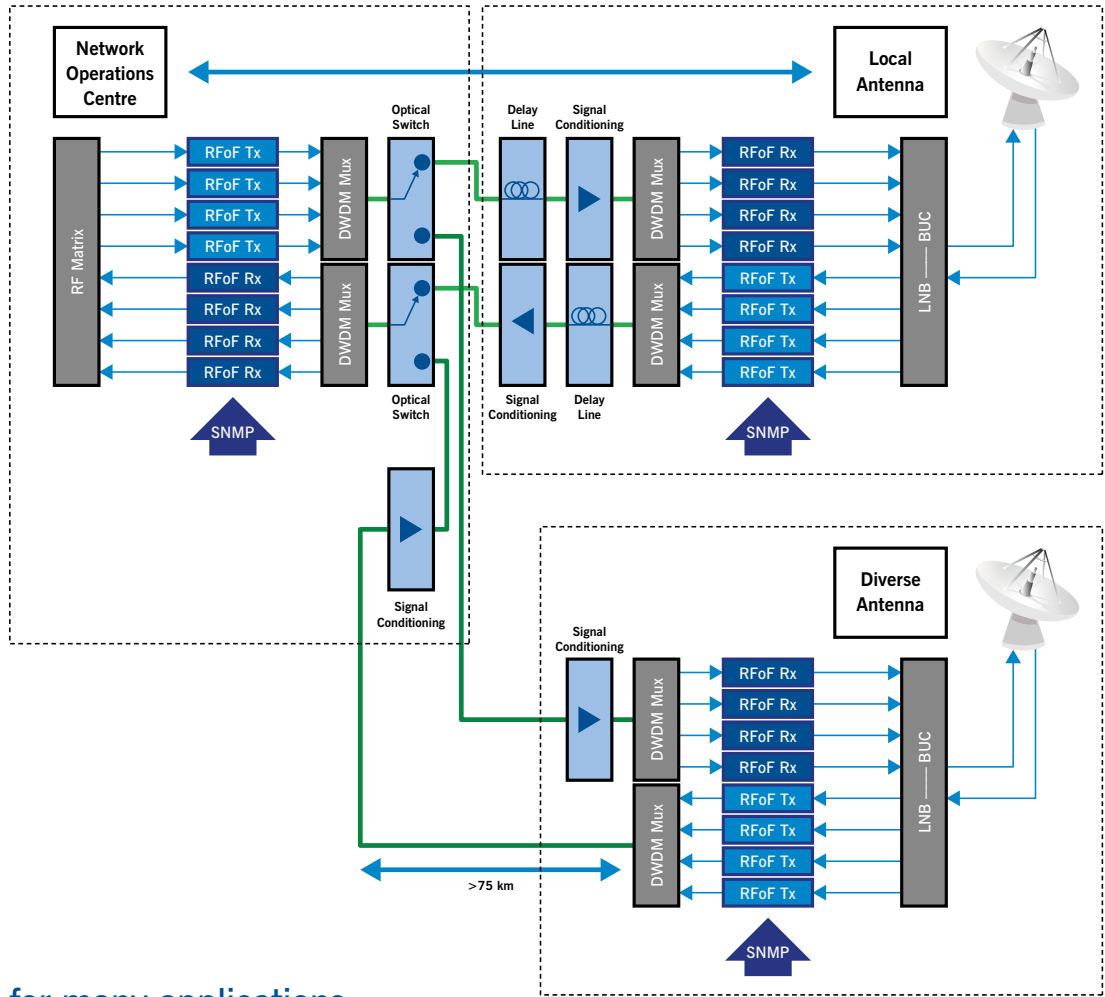 Network
Operations
Centre
Local
Antenna
Optical
Switch
Delay
Line
Signal
Conditioning
RF Matrix
RFoF Tx
RFoF Tx
RFoF Tx
RFoF Tx
RFoF Rx
RFoF Rx
RFoF Rx
RFoF Rx
DWDM Mux
DWDM Mux
Optical
Switch
SNMP
DWDM Mux
DWDM Mux
RFoF Rx
RFoF Rx
RFoF Rx
RFoF Rx
RFoF Tx
RFoF Tx
RFoF Tx
RFoF Tx
LNB —— BUC
Signal
Conditioning
Delay
Line
SNMP
Signal
Conditioning
Diverse
Antenna
Signal
Conditioning
DWDM Mux
DWDM Mux
RFoF Rx
RFoF Rx
RFoF Rx
RFoF Rx
RFoF Tx
RFoF Tx
RFoF Tx
RFoF Tx
LNB —— BUC
>75 km
SNMP
for many applications